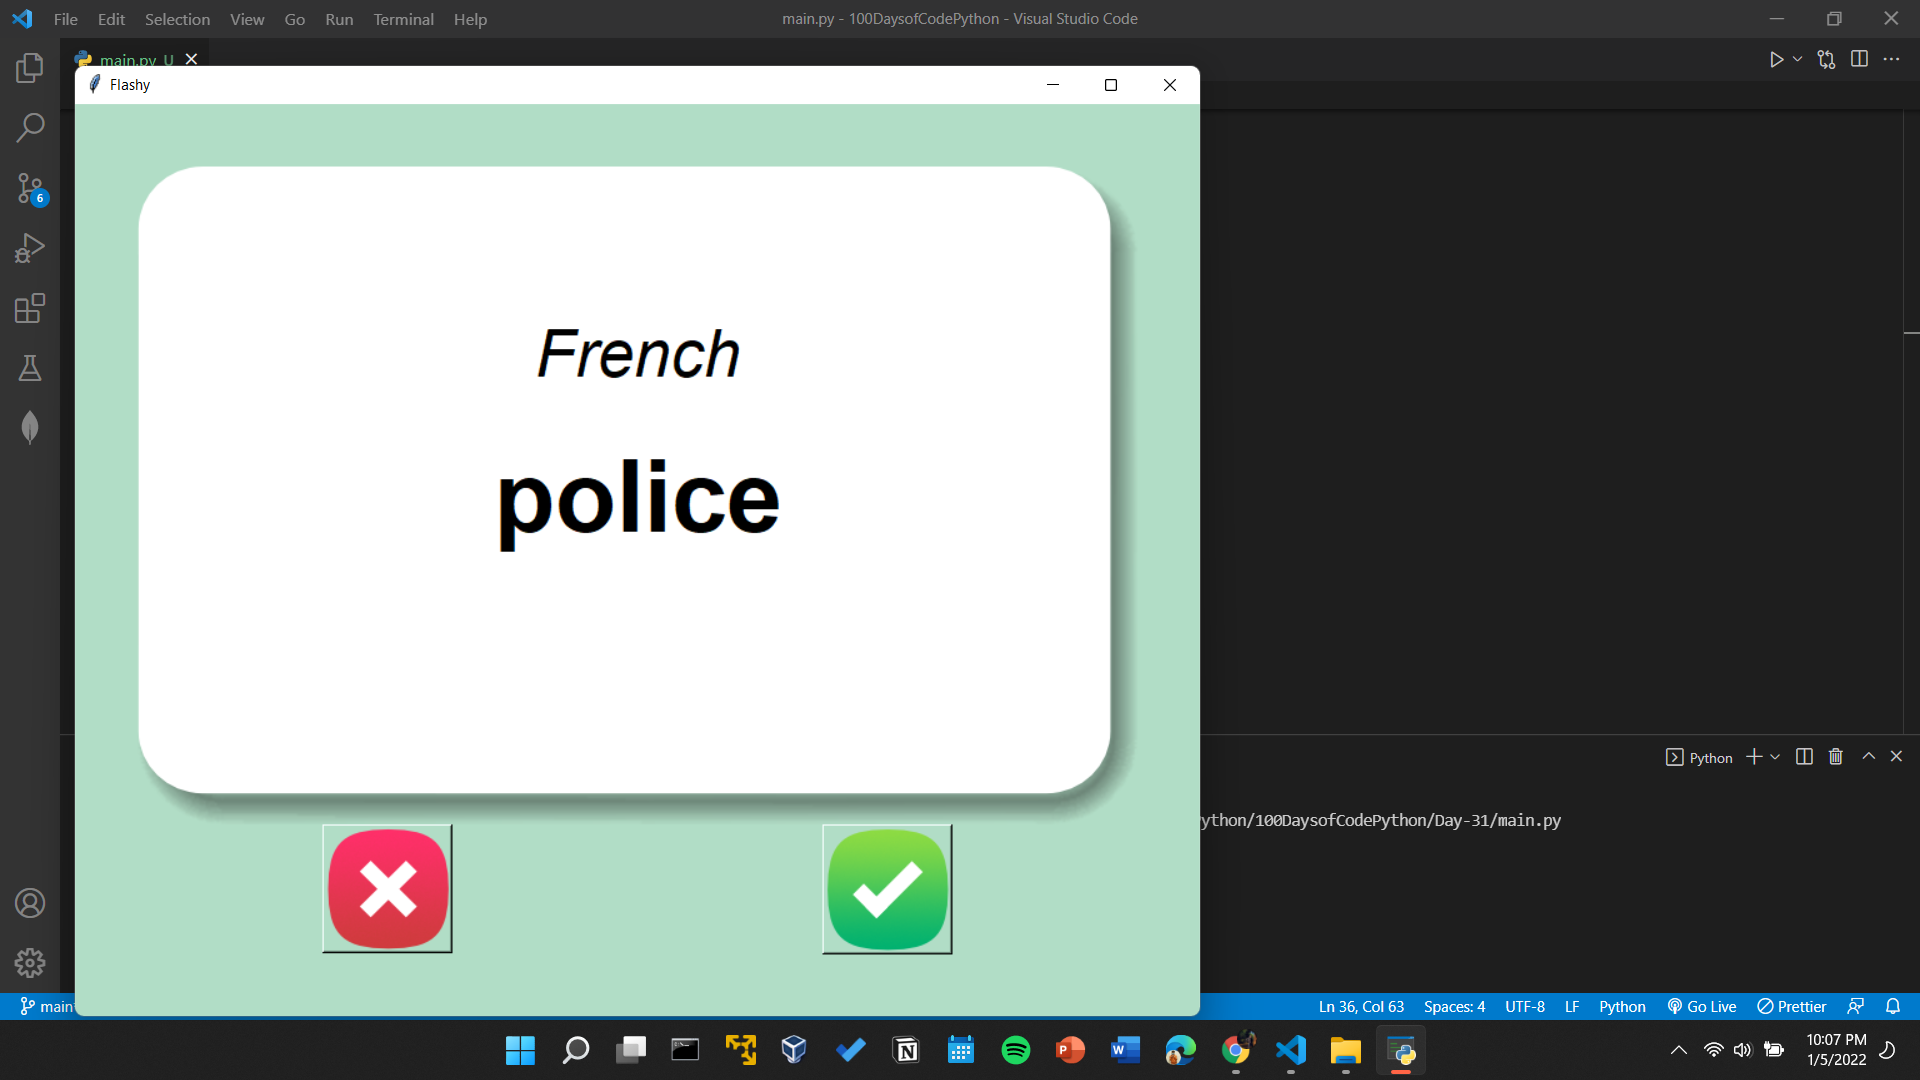 File Edit Selection View Go Run Terminal Help
main.py - 100DaysofCodePython - Visual Studio Code
main.py U
Flashy
6
French
police
Python
ython/100DaysofCodePython/Day-31/main.py
main
Ln 36, Col 63 Spaces: 4 UTF-8 LF Python Go Live Prettier
10:07 PM
1/5/2022